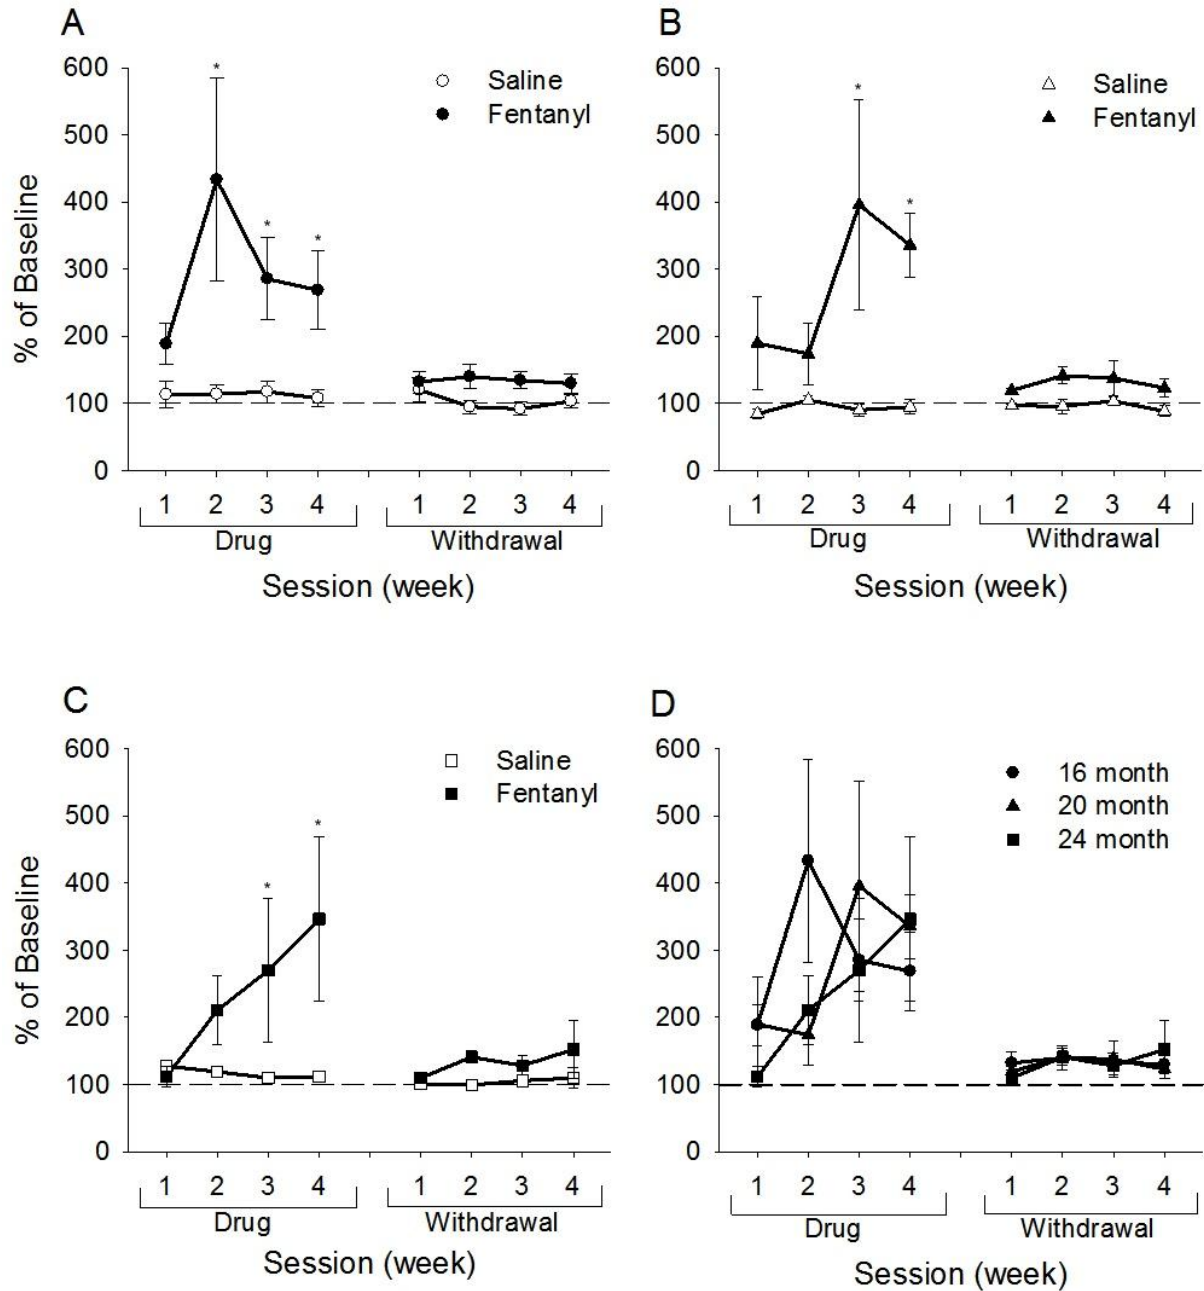 A
B
600
500
400
300
200
100
0
% of Baseline
*
*
*
Saline
Fentanyl
1 2 3 4 1 2 3 4
Drug Withdrawal
Session (week)
600
500
400
300
200
100
0
*
*
Saline
Fentanyl
1 2 3 4 1 2 3 4
Drug Withdrawal
Session (week)
C
D
600
500
400
300
200
100
0
% of Baseline
*
*
Saline
Fentanyl
1 2 3 4 1 2 3 4
Drug Withdrawal
Session (week)
600
500
400
300
200
100
0
16 month
20 month
24 month
1 2 3 4 1 2 3 4
Drug Withdrawal
Session (week)